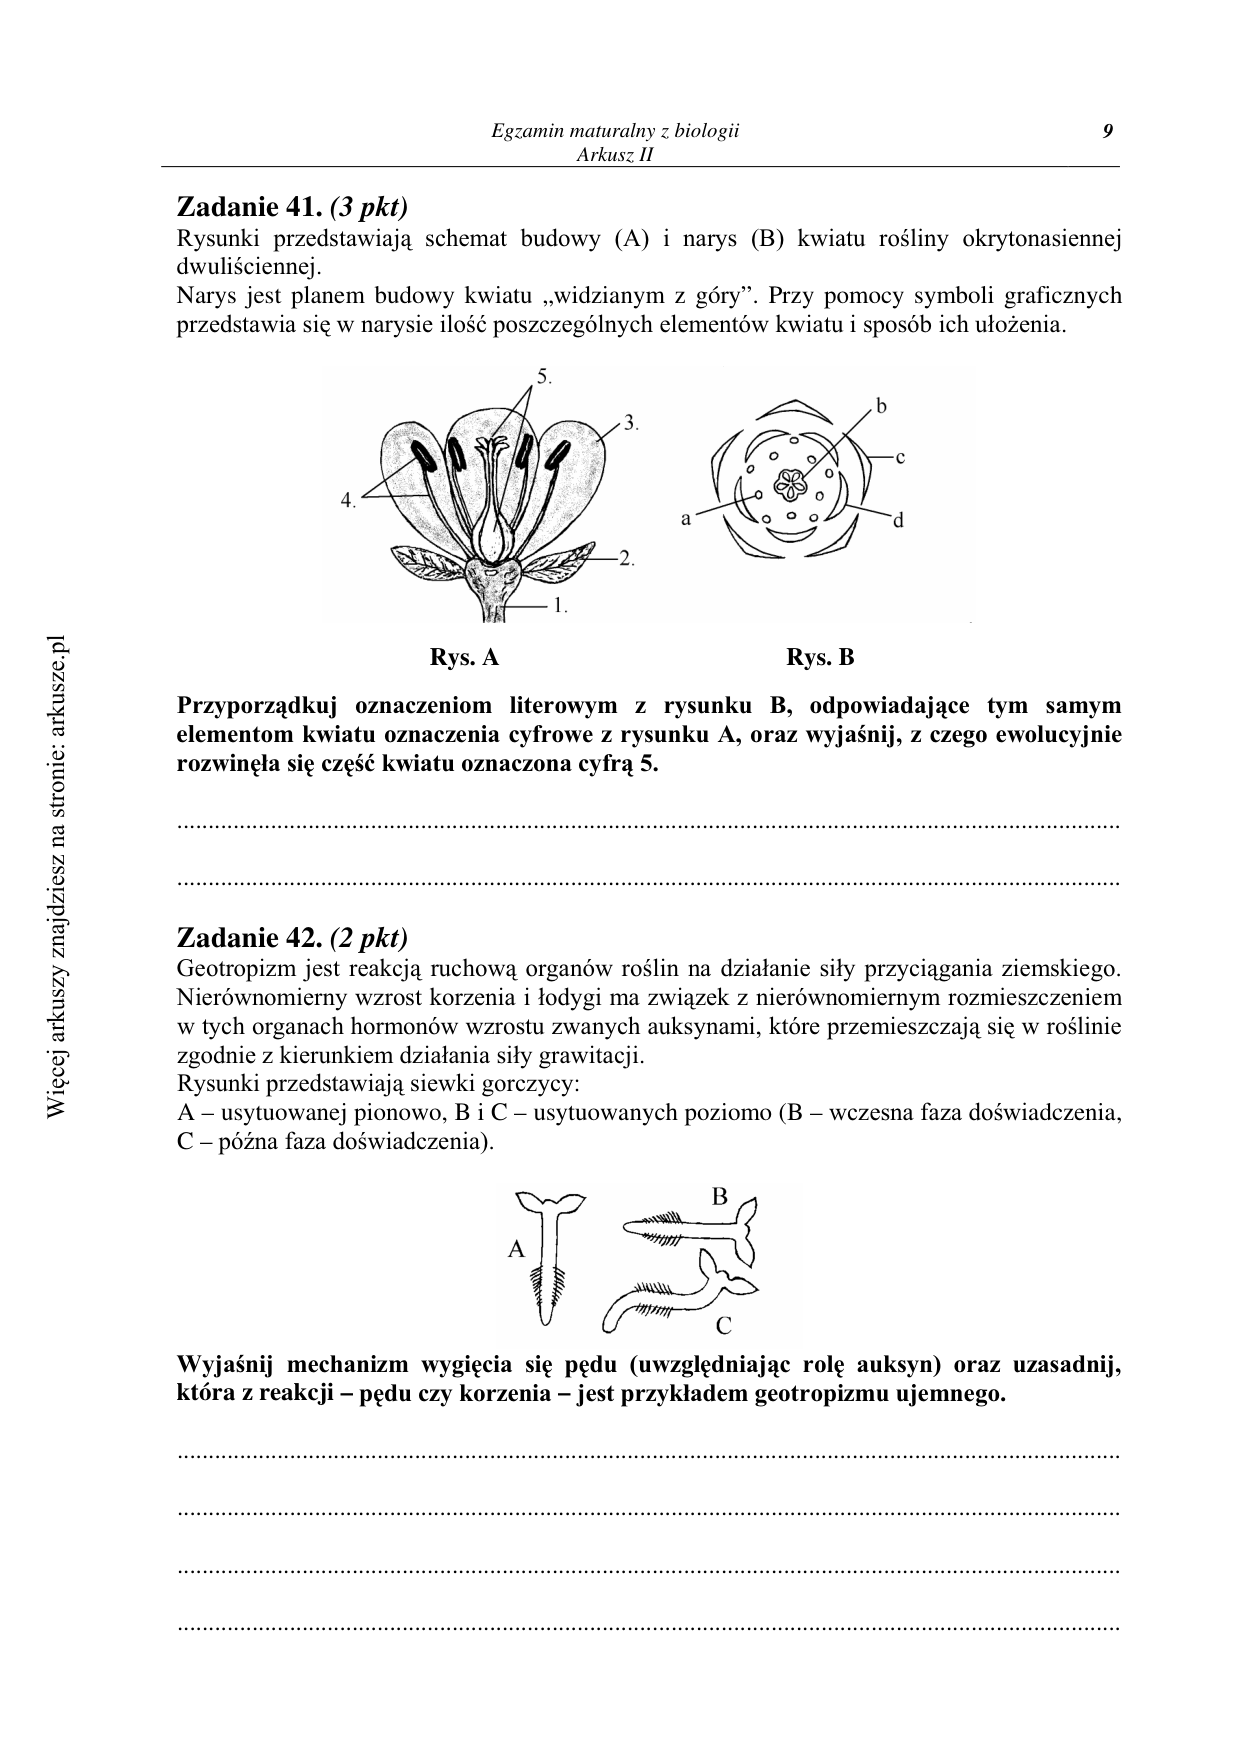 Egzamin maturalny z biologii
9
Arkusz II
Zadanie 41. (3 pkt)
Rysunki przedstawiają schemat budowy (A) i narys (B) kwiatu rośliny okrytonasiennej
dwuliściennej.
Narys jest planem budowy kwiatu „widzianym z góry”. Przy pomocy symboli graficznych
przedstawia się w narysie ilość poszczególnych elementów kwiatu i sposób ich ułożenia.
5.
3.
4.
2.
1.
b
c
a
d
Rys. A
Rys. B
Przyporządkuj oznaczeniom literowym z rysunku B, odpowiadające tym samym
elementom kwiatu oznaczenia cyfrowe z rysunku A, oraz wyjaśnij, z czego ewolucyjnie
rozwinęła się część kwiatu oznaczona cyfrą 5.
Zadanie 42. (2 pkt)
Geotropizm jest reakcją ruchową organów roślin na działanie siły przyciągania ziemskiego.
Nierównomierny wzrost korzenia i łodygi ma związek z nierównomiernym rozmieszczeniem
w tych organach hormonów wzrostu zwanych auksynami, które przemieszczają się w roślinie
zgodnie z kierunkiem działania siły grawitacji.
Rysunki przedstawiają siewki gorczycy:
A – usytuowanej pionowo, B i C – usytuowanych poziomo (B – wczesna faza doświadczenia,
C – późna faza doświadczenia).
B
A
C
Wyjaśnij mechanizm wygięcia się pędu (uwzględniając rolę auksyn) oraz uzasadnij,
która z reakcji – pędu czy korzenia – jest przykładem geotropizmu ujemnego.
Więcej arkuszy znajdziesz na stronie: arkusze.pl